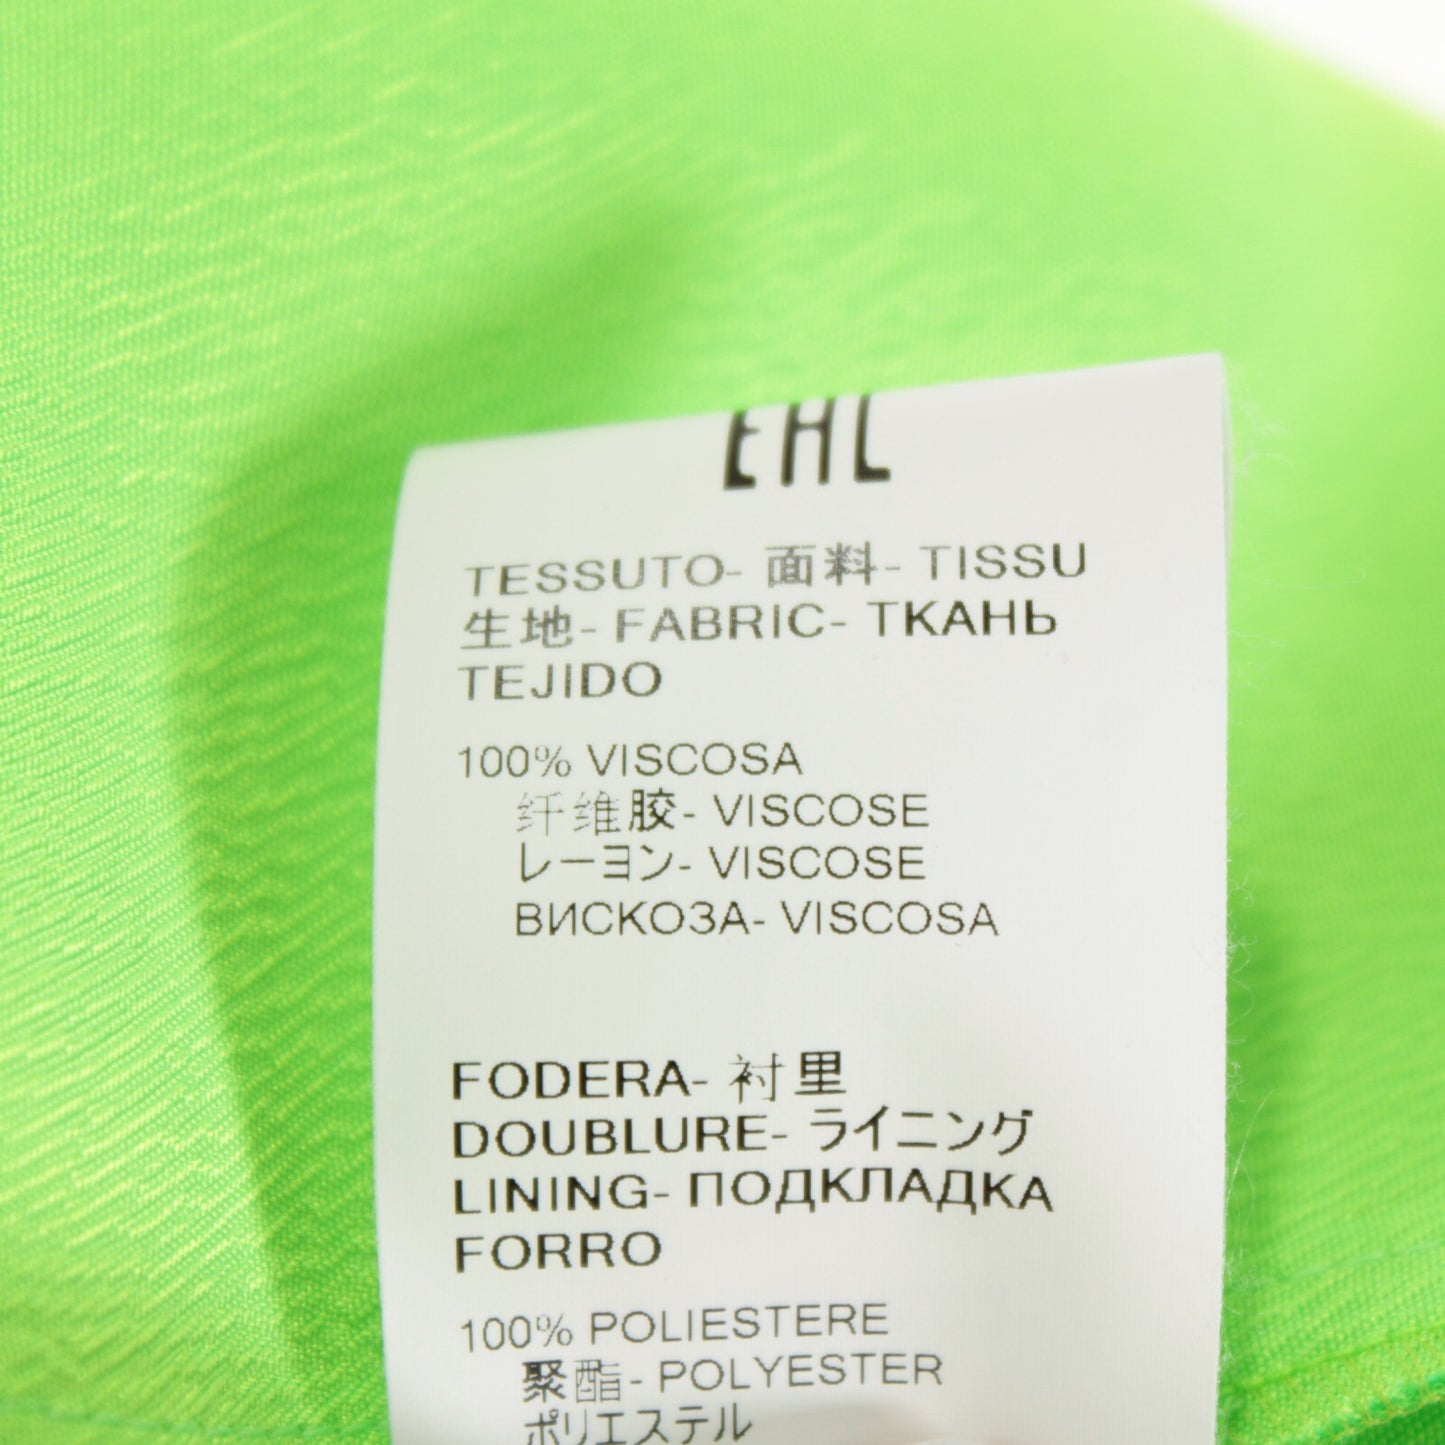 EAC
TESSUTO- 面料- TISSU
生地- FABRIC- ТКАНЬ
TEJIDO
100% VISCOSA
纤维胶- VISCOSE
レーヨン- VISCOSE
ВИСКОЗА- VISCOSA
FODERA- 衬里
DOUBLURE- ライニング
LINING- ПОДКЛАДКА
FORRO
100% POLIESTERE
聚酯- POLYESTER
ポリエステル